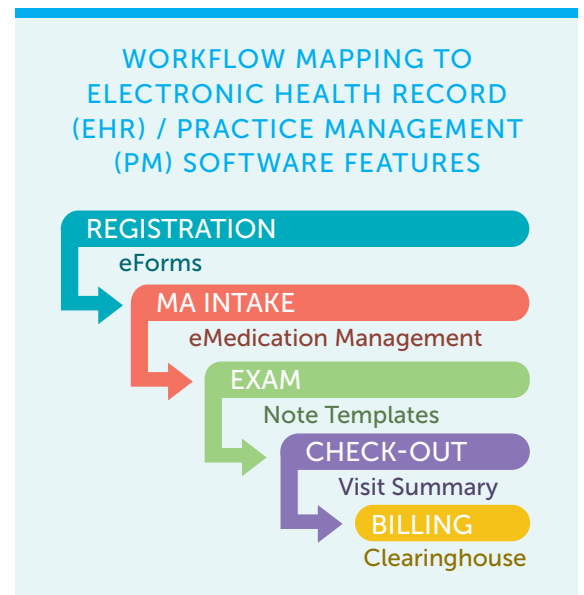 WORKFLOW MAPPING TO
ELECTRONIC HEALTH RECORD
(EHR) / PRACTICE MANAGEMENT
(PM) SOFTWARE FEATURES
REGISTRATION
eForms
MA INTAKE
eMedication Management
EXAM
Note Templates
CHECK-OUT
Visit Summary
BILLING
Clearinghouse